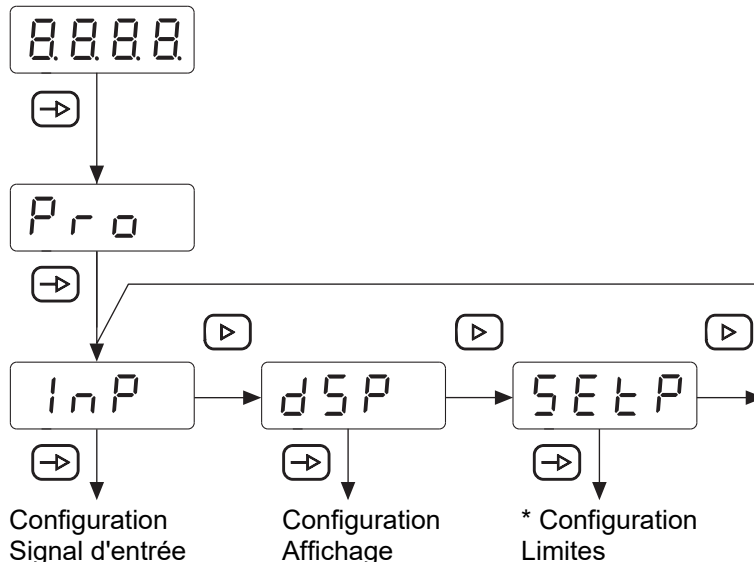 8.8.8.8.
Pro
InP
dSP
SEtP
Configuration
Signal d'entrée
Configuration
Affichage
* Configuration
Limites